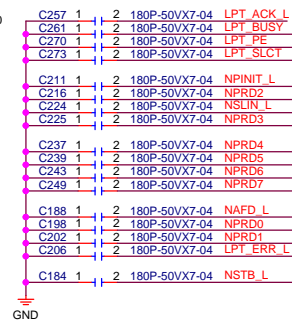 C257 1 2 180P-50VX7-04 LPT_ACK_L
C261 1 2 180P-50VX7-04 LPT_BUSY
C270 1 2 180P-50VX7-04 LPT_PE
C273 1 2 180P-50VX7-04 LPT_SLCT
C211 1 2 180P-50VX7-04 NPINIT_L
C216 1 2 180P-50VX7-04 NPRD2
C224 1 2 180P-50VX7-04 NSLIN_L
C225 1 2 180P-50VX7-04 NPRD3
C237 1 2 180P-50VX7-04 NPRD4
C239 1 2 180P-50VX7-04 NPRD5
C243 1 2 180P-50VX7-04 NPRD6
C249 1 2 180P-50VX7-04 NPRD7
C188 1 2 180P-50VX7-04 NAFD_L
C198 1 2 180P-50VX7-04 NPRD0
C202 1 2 180P-50VX7-04 NPRD1
C206 1 2 180P-50VX7-04 LPT_ERR_L
C184 1 2 180P-50VX7-04 NSTB_L
GND